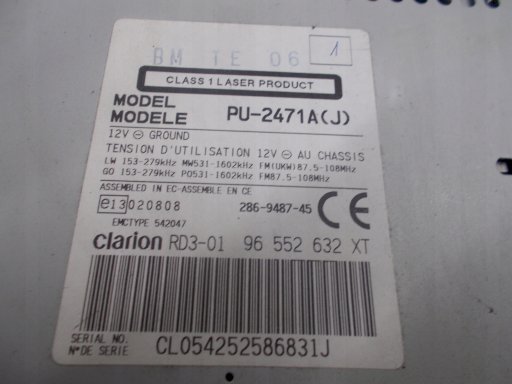 BM TE 06
1
CLASS 1 LASER PRODUCT
MODEL
MODELE PU-2471A(J)
12V ⊖ GROUND
TENSION D'UTILISATION 12V ⊖ AU CHASSIS
LW 153-279kHz MW531-1602kHz FM(UKW)87.5-108MHz
GO 153-279kHz PO531-1602kHz FM87.5-108MHz
ASSEMBLED IN EC-ASSEMBLE EN CE
e13 020808 286-9487-45 CE
EMCTYPE 542047
clarion RD3-01 96 552 632 XT
SERIAL NO.
N° DE SERIE CL054252586831J